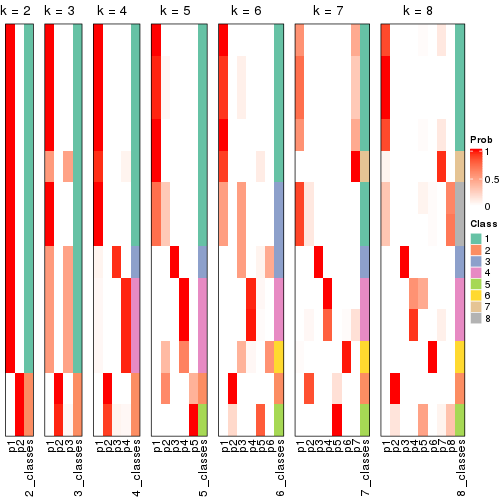 k = 2 k = 3 k = 4 k = 5 k = 6 k = 7 k = 8
Prob
1
0.5
0
Class
1
2
3
4
5
6
7
8
p1 p2 2_classes
p1 p2 p3 3_classes
p1 p2 p3 p4 4_classes
p1 p2 p3 p4 p5 5_classes
p1 p2 p3 p4 p5 p6 6_classes
p1 p2 p3 p4 p5 p6 p7 7_classes
p1 p2 p3 p4 p5 p6 p7 p8 8_classes